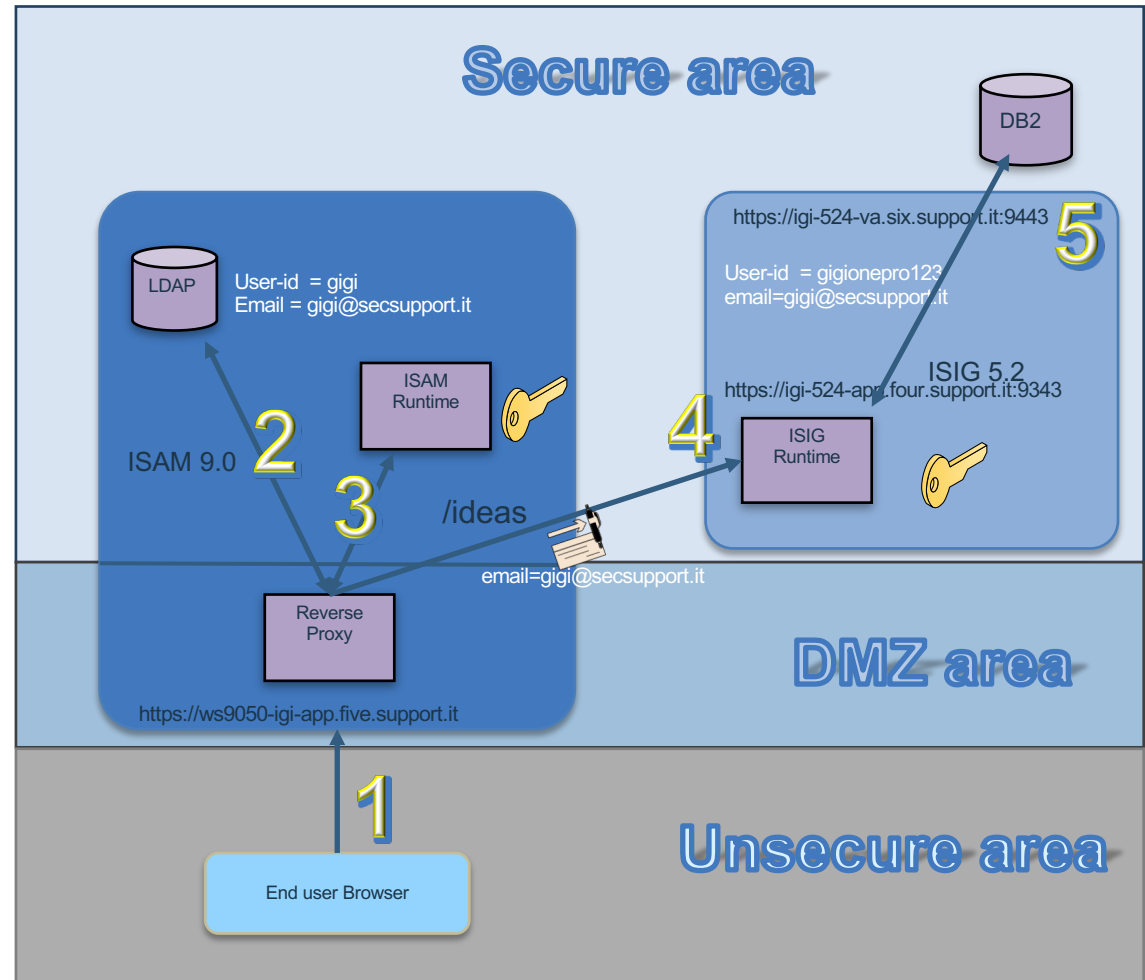 Secure area
DB2
https://igi-524-va.six.support.it:9443
5
LDAP
User-id = gigi
Email = gigi@secsupport.it
User-id = gigionepro123
email=gigi@secsupport.it
ISAM
Runtime
ISIG 5.2
https://igi-524-app.four.support.it:9343
2
4
ISIG
Runtime
ISAM 9.0
3
/ideas
email=gigi@secsupport.it
Reverse
Proxy
DMZ area
https://ws9050-igi-app.five.support.it
1
Unsecure area
End user Browser